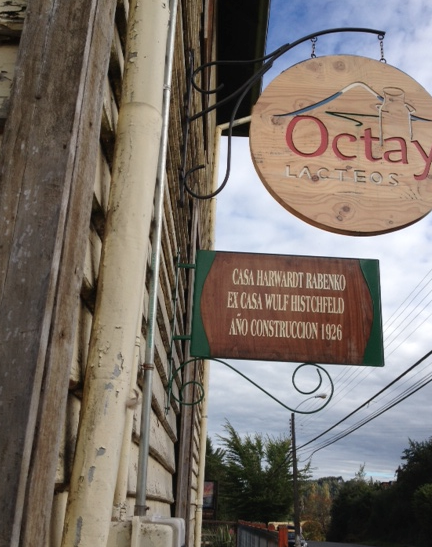 Octay
LACTEOS
CASA HARWARDT RABENKO
EX CASA WULF HISTCHFELD
AÑO CONSTRUCCION 1926